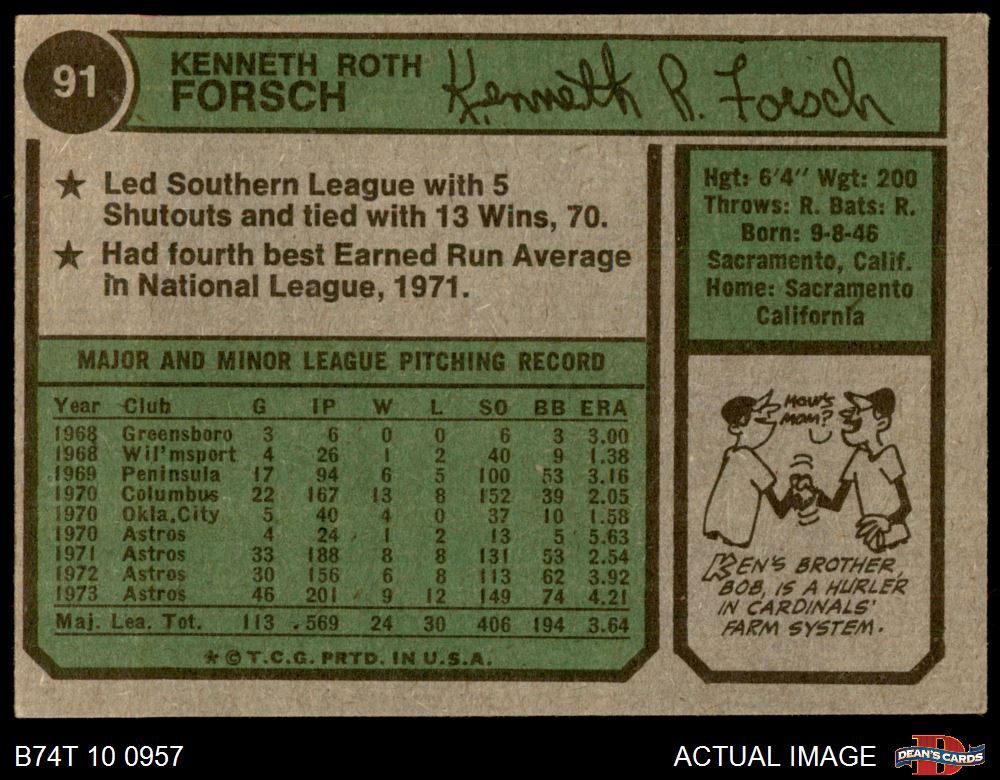 91
KENNETH ROTH
FORSCH
Kenneth R. Forsch
★ Led Southern League with 5
Shutouts and tied with 13 Wins, 70.
★ Had fourth best Earned Run Average
in National League, 1971.
Hgt: 6'4" Wgt: 200
Throws: R. Bats: R.
Born: 9-8-46
Sacramento, Calif.
Home: Sacramento
California
MAJOR AND MINOR LEAGUE PITCHING RECORD
Year Club G IP W L SO BB ERA
1968 Greensboro 3 6 0 0 6 3 3.00
1968 Wil'msport 4 26 1 2 40 9 1.38
1969 Peninsula 17 94 6 5 100 53 3.16
1970 Columbus 22 167 13 8 152 39 2.05
1970 Okla.City 5 40 4 0 37 10 1.58
1970 Astros 4 24 1 2 13 5 5.63
1971 Astros 33 188 8 8 131 53 2.54
1972 Astros 30 156 6 8 113 62 3.92
1973 Astros 46 201 9 12 149 74 4.21
Maj. Lea. Tot. 113 569 24 30 406 194 3.64
* © T.C.G. PRTD. IN U.S.A.
HOW'S
MOM?
KEN'S BROTHER,
BOB, IS A HURLER
IN CARDINALS'
FARM SYSTEM.
B74T 10 0957
ACTUAL IMAGE
D
DEAN'S CARDS